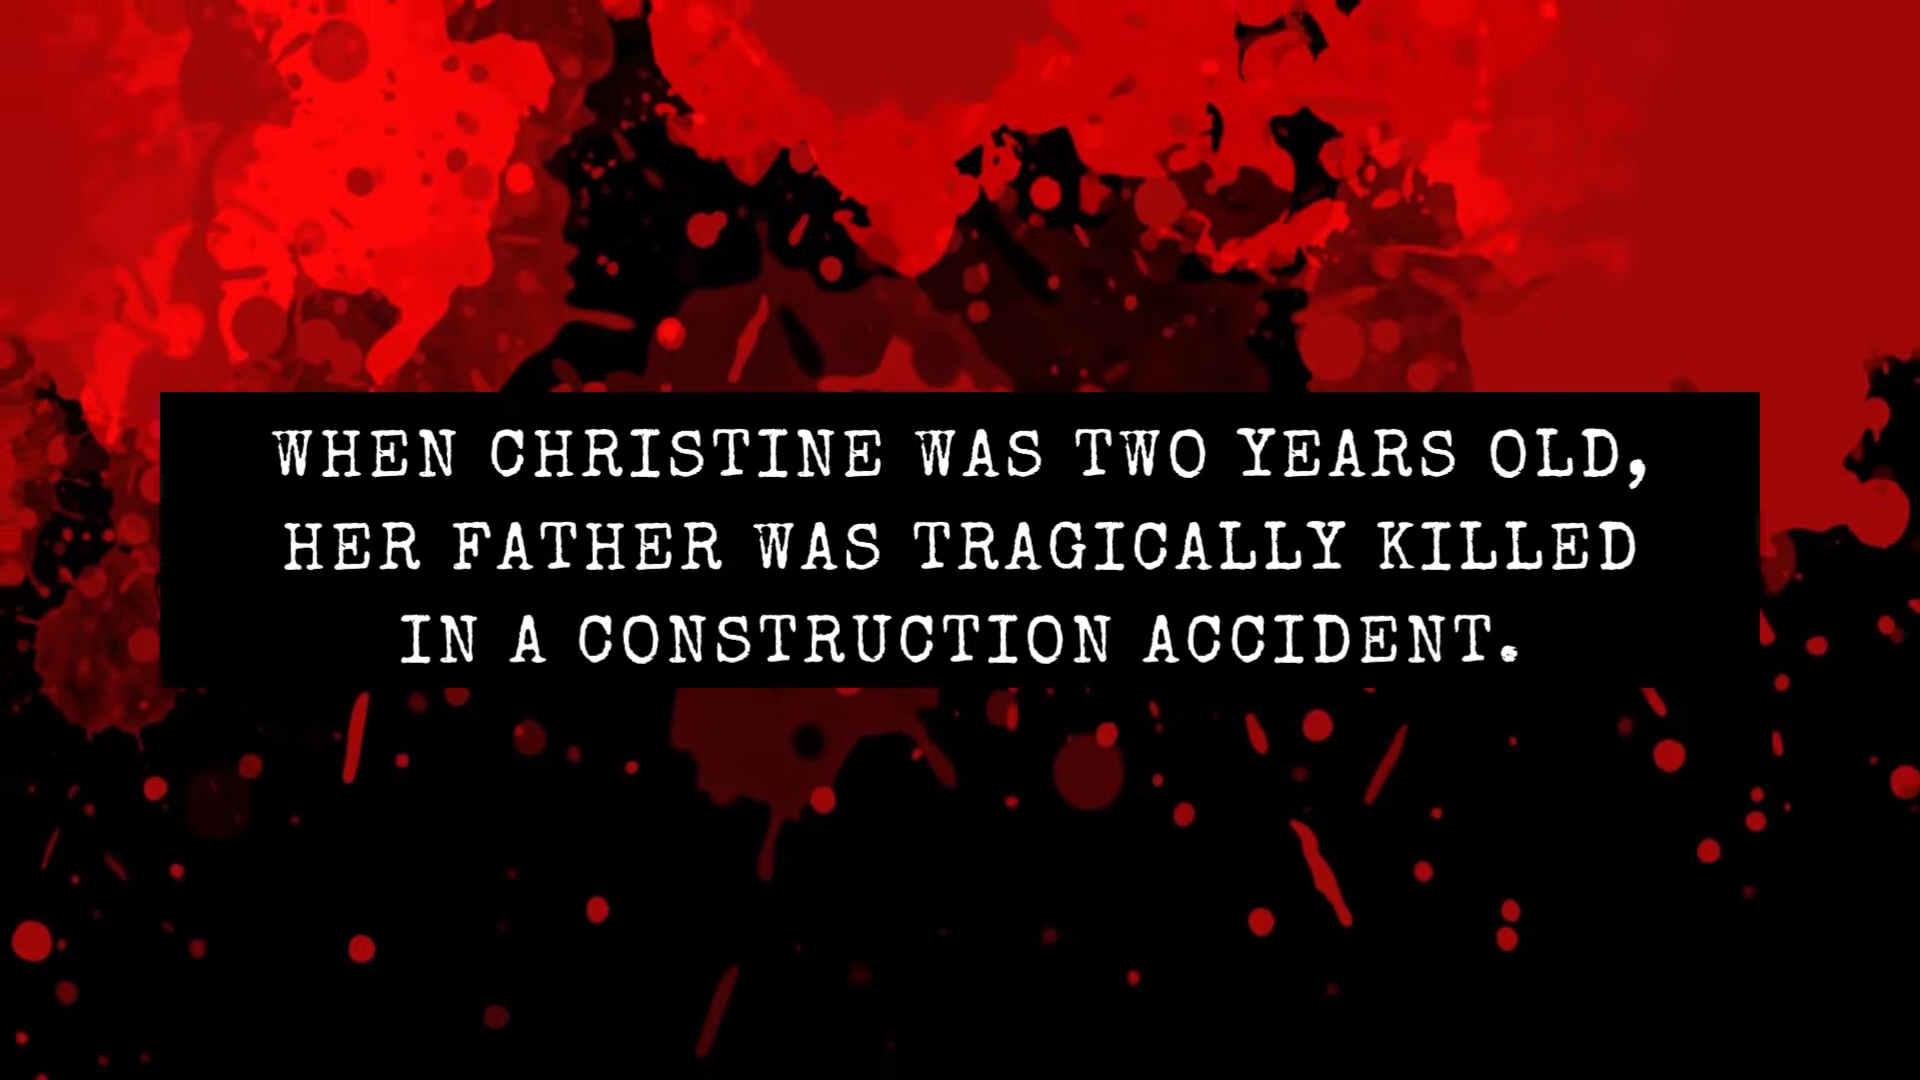 WHEN CHRISTINE WAS TWO YEARS OLD,
HER FATHER WAS TRAGICALLY KILLED
IN A CONSTRUCTION ACCIDENT.